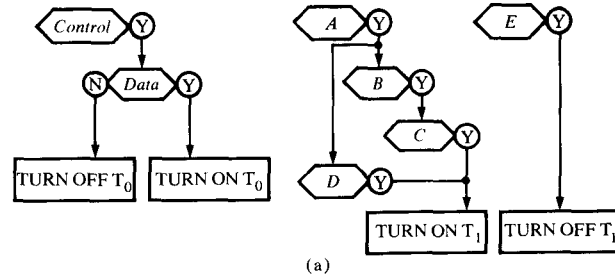 Control Y
N Data Y
TURN OFF T0
TURN ON T0
A Y
B Y
C Y
D Y
TURN ON T1
E Y
TURN OFF T1
(a)